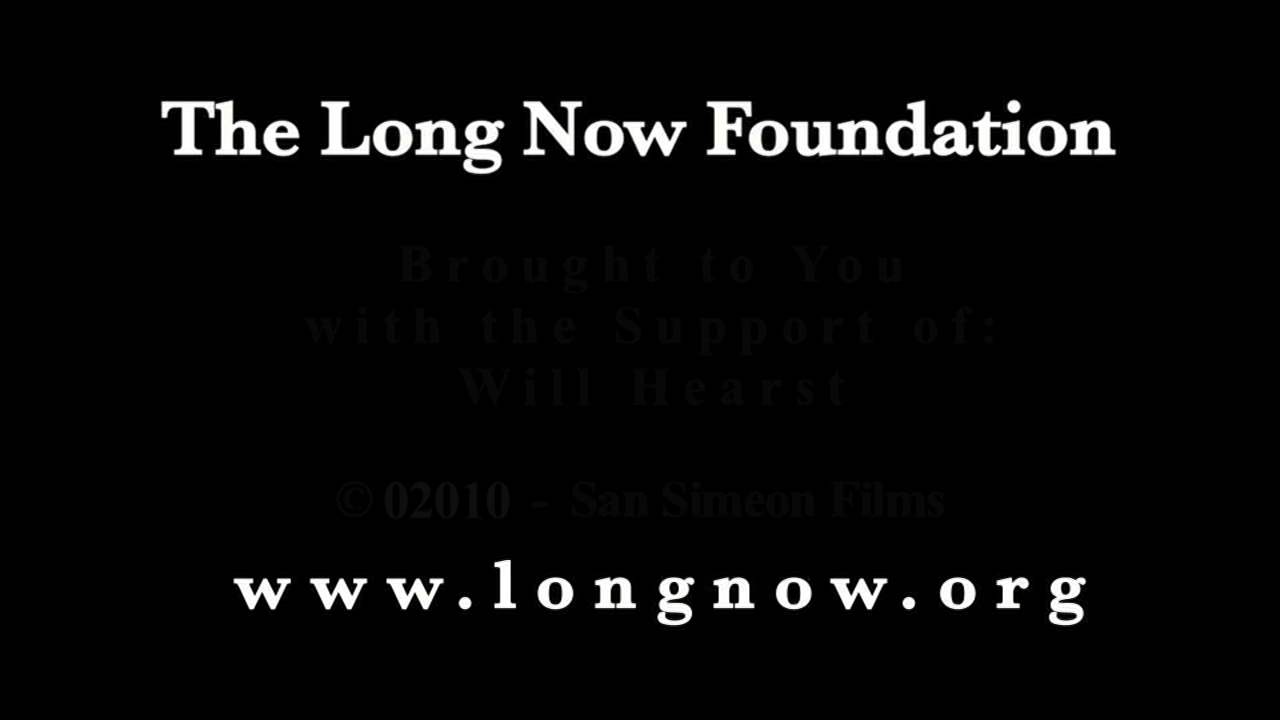 The Long Now Foundation
Brought to You
with the Support of:
Will Hearst
© 02010 - San Simeon Films
www.longnow.org